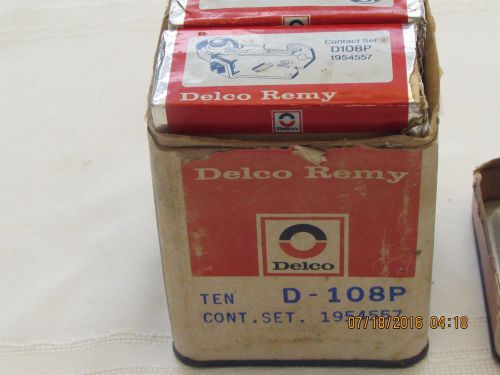 Contact Set
D108P
1954557
Delco Remy
Delco
Delco Remy
Delco
TEN D-108P
CONT. SET. 1954557
07/18/2016 04:18